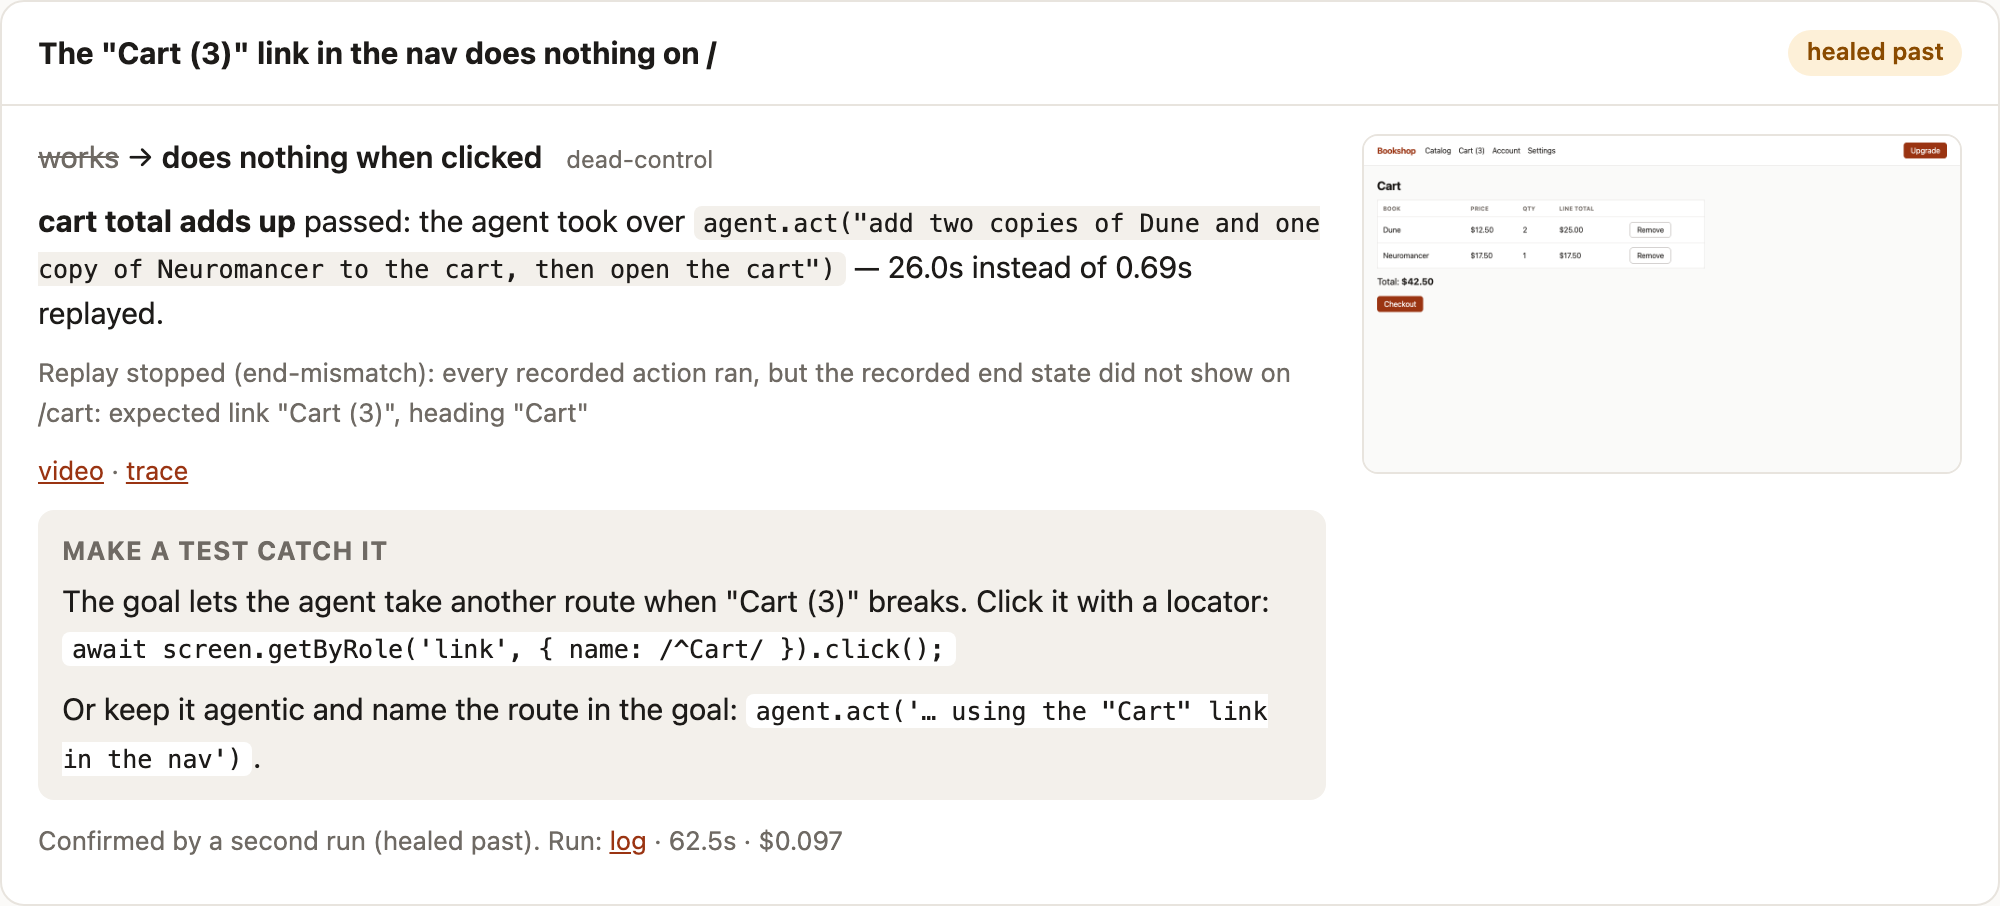 The "Cart (3)" link in the nav does nothing on /
healed past
works → does nothing when clicked dead-control
cart total adds up passed: the agent took over agent.act("add two copies of Dune and one
copy of Neuromancer to the cart, then open the cart") — 26.0s instead of 0.69s
replayed.
Replay stopped (end-mismatch): every recorded action ran, but the recorded end state did not show on
/cart: expected link "Cart (3)", heading "Cart"
video · trace
MAKE A TEST CATCH IT
The goal lets the agent take another route when "Cart (3)" breaks. Click it with a locator:
await screen.getByRole('link', { name: /^Cart/ }).click();
Or keep it agentic and name the route in the goal: agent.act('… using the "Cart" link
in the nav') .
Confirmed by a second run (healed past). Run: log · 62.5s · $0.097
Bookshop Catalog Cart (3) Account Settings Upgrade
Cart
BOOK PRICE QTY LINE TOTAL
Dune $12.50 2 $25.00 Remove
Neuromancer $17.50 1 $17.50 Remove
Total: $42.50
Checkout